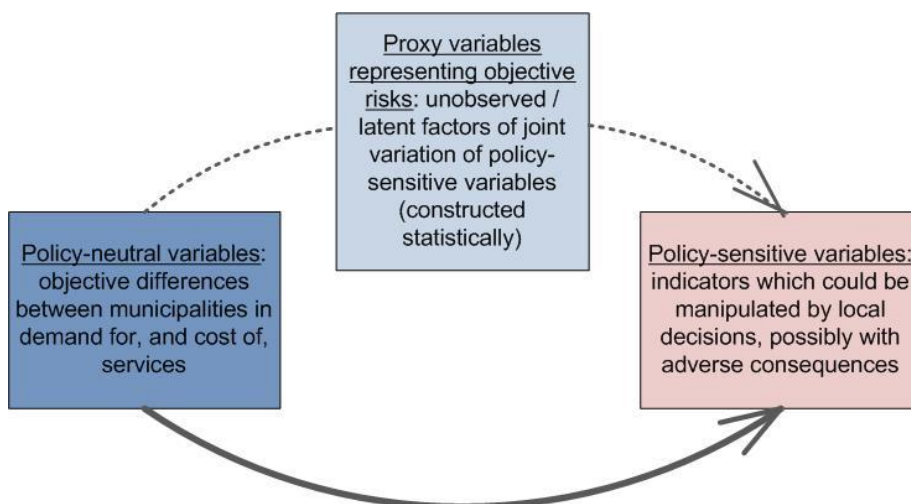 Proxy variables
representing objective
risks: unobserved /
latent factors of joint
variation of policy-
sensitive variables
(constructed
statistically)
Policy-neutral variables:
objective differences
between municipalities in
demand for, and cost of,
services
Policy-sensitive variables:
indicators which could be
manipulated by local
decisions, possibly with
adverse consequences